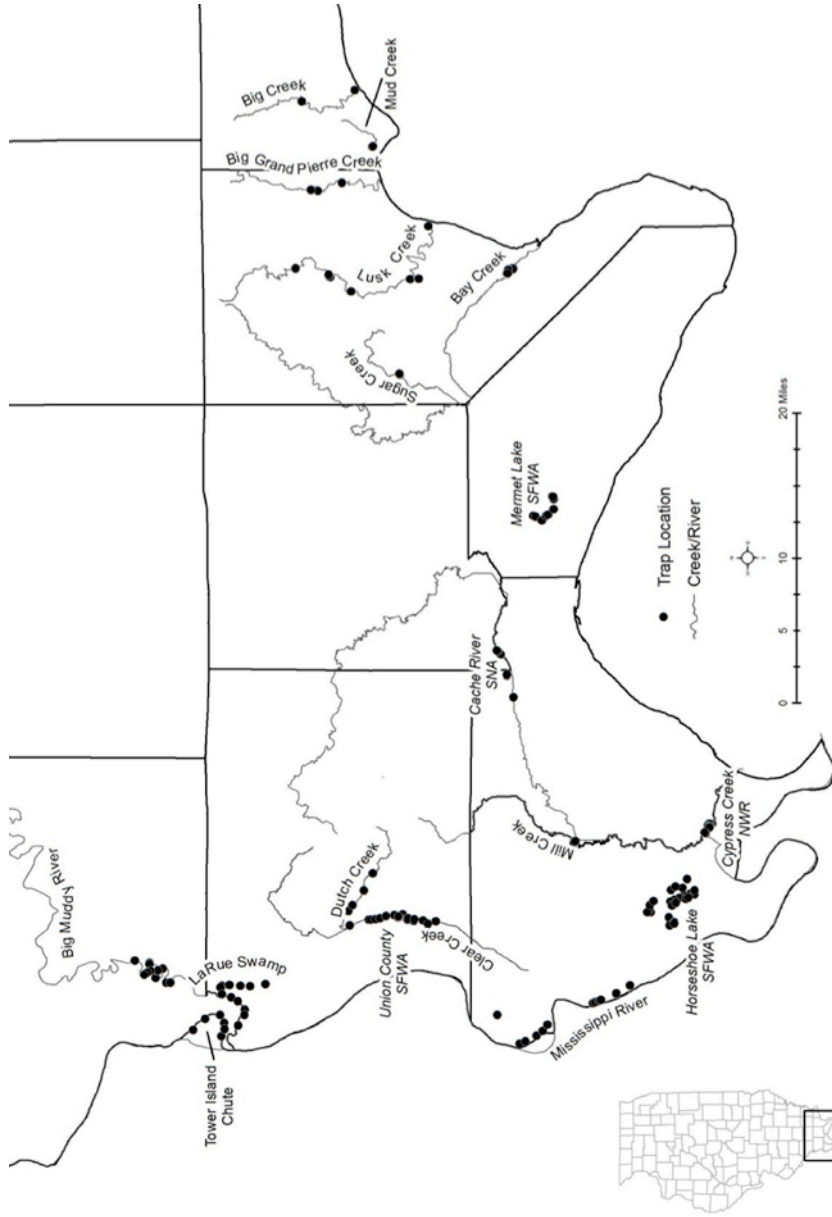 Big Muddy River
LaRue Swamp
Tower Island
Chute
Dutch Creek
Union County
SFWA
Clear Creek
Mississippi River
Horseshoe Lake
SFWA
Mill Creek
Cypress Creek
NWR
Cache River
SNA
Mermet Lake
SFWA
Sugar Creek
Bay Creek
Lusk Creek
Big Grand Pierre Creek
Big Creek
Mud Creek
Trap Location
Creek/River
0 5 10 20 Miles